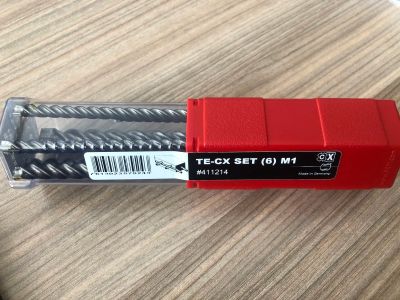 TE-CX SET (6) M1
#411214
CX
Made in Germany